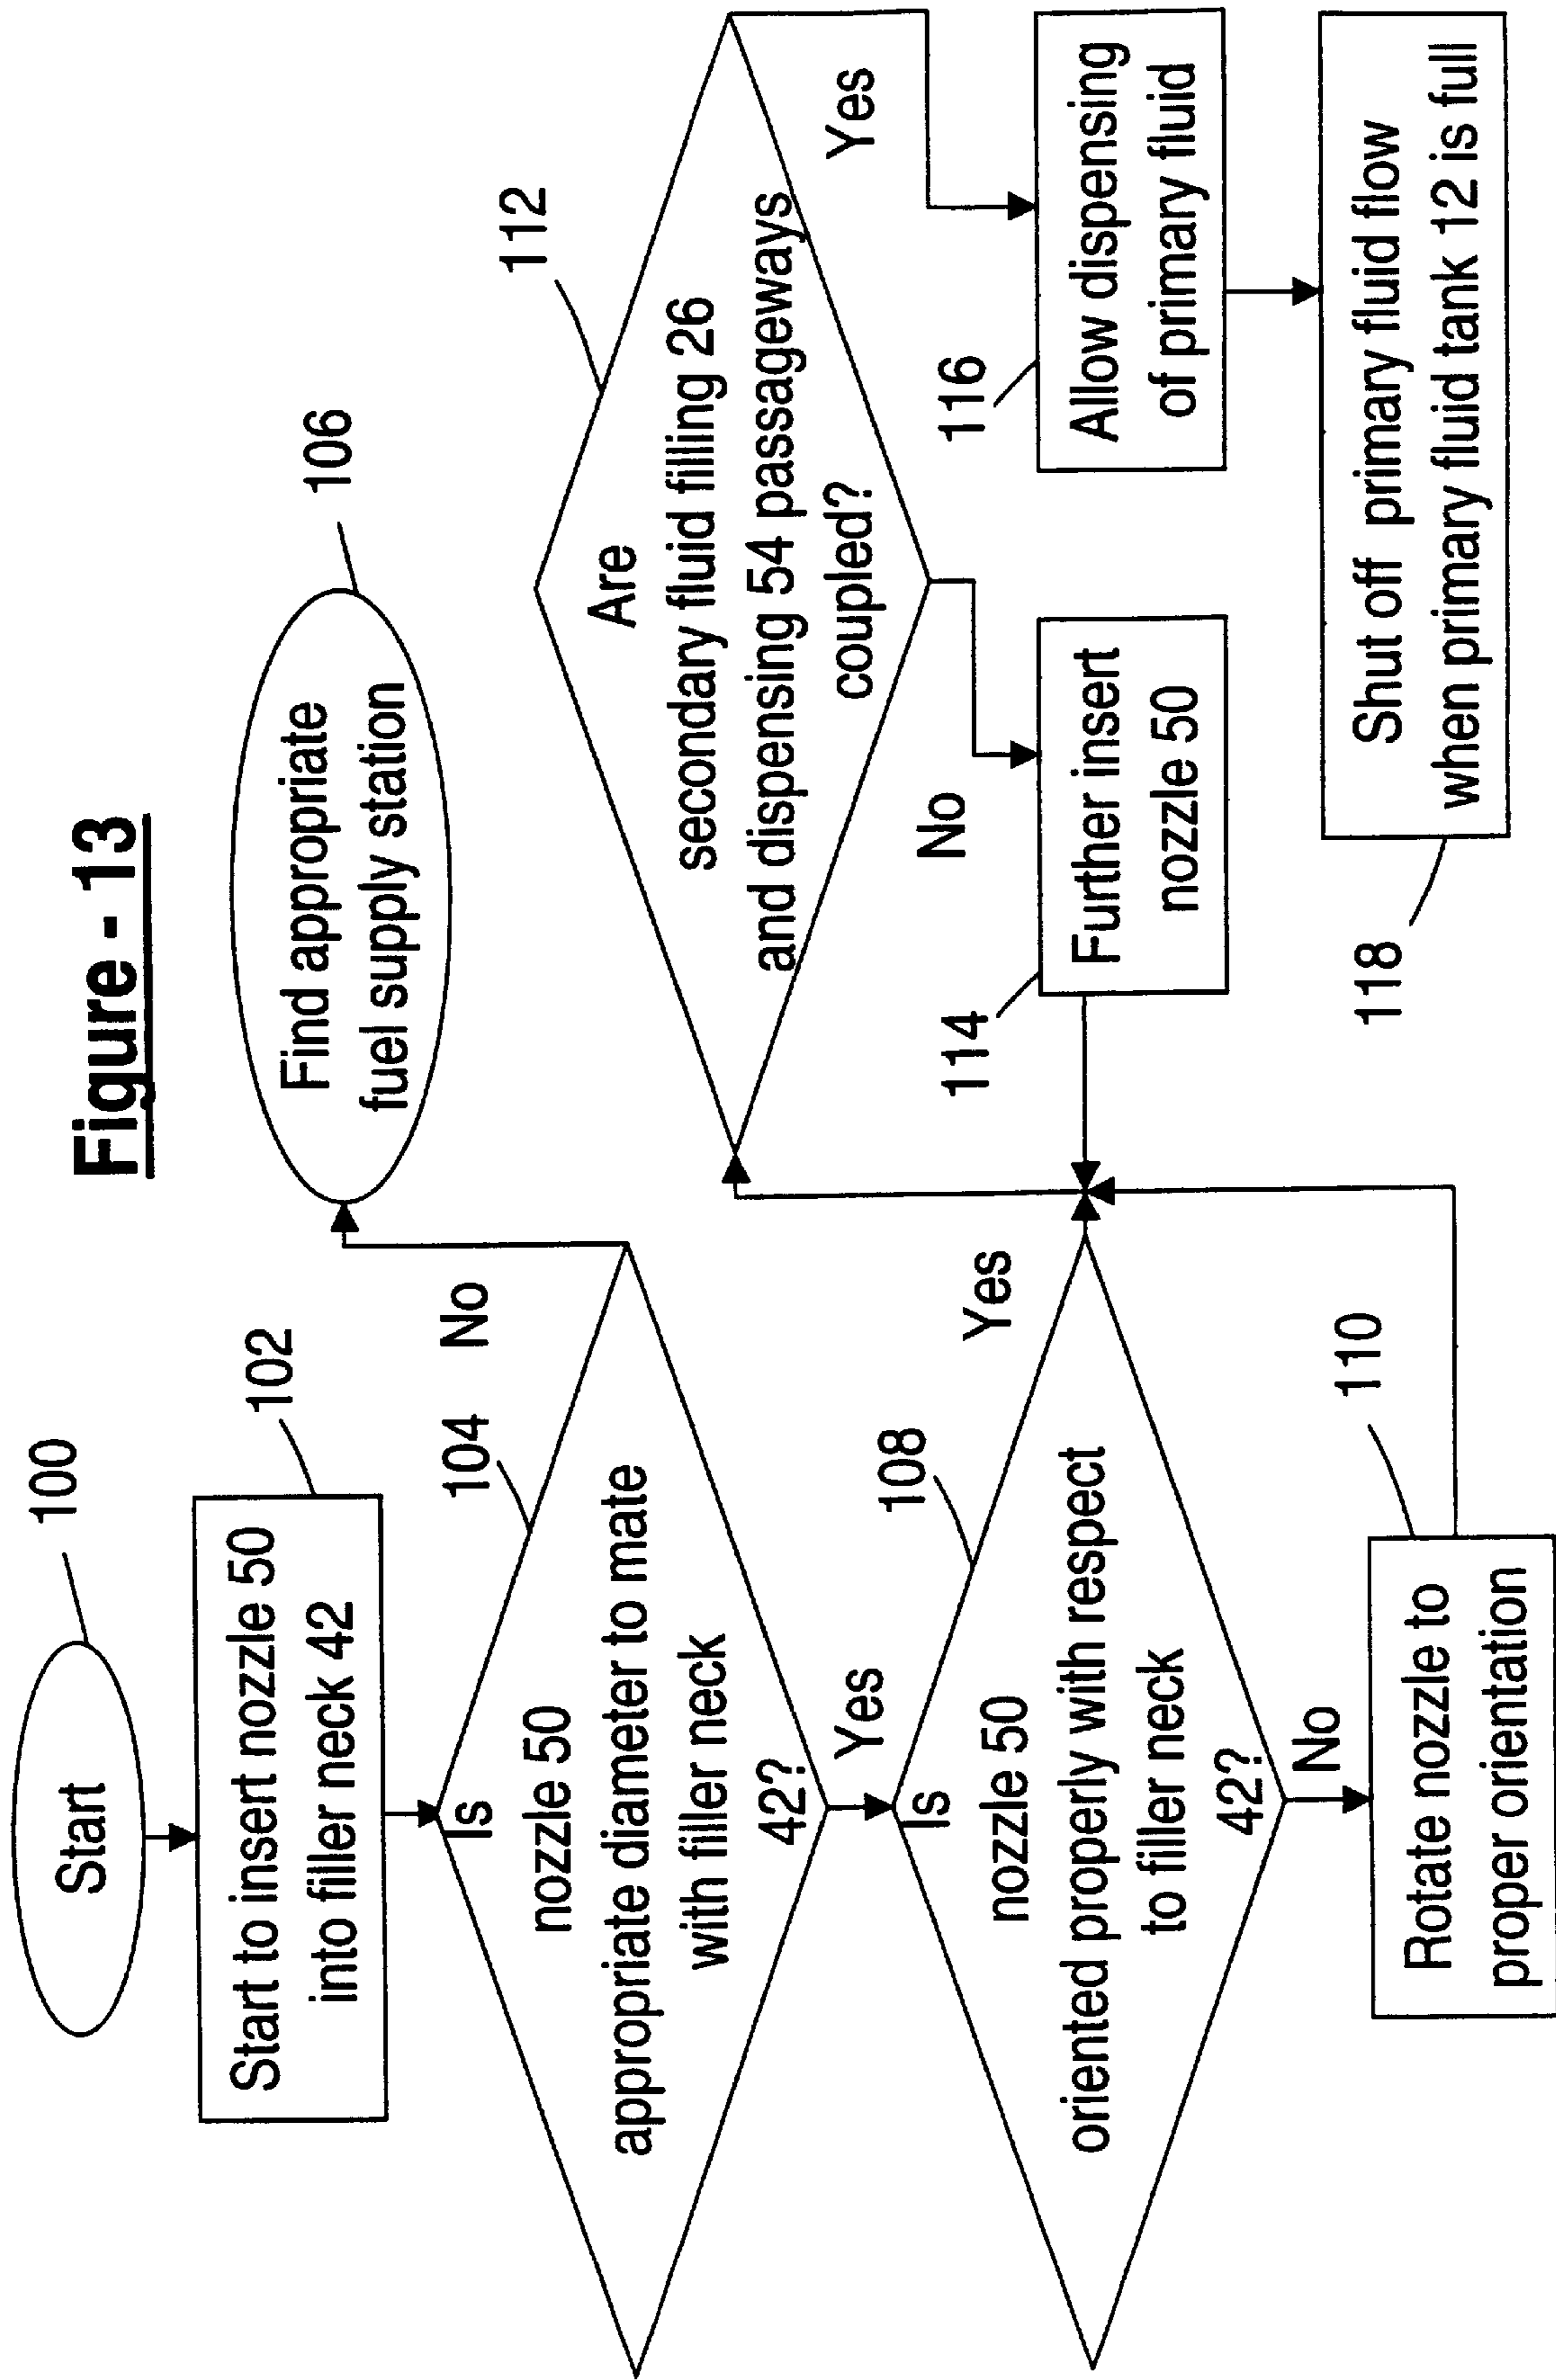 Figure - 13
100
Start
102
Start to insert nozzle 50
into filler neck 42
104
Is
nozzle 50
appropriate diameter to mate
with filler neck
42?
No
106
Find appropriate
fuel supply station
Yes
108
Is
nozzle 50
oriented properly with respect
to filler neck
42?
Yes
No
110
Rotate nozzle to
proper orientation
112
Are
secondary fluid filling 26
and dispensing 54 passageways
coupled?
No
Yes
114
Further insert
nozzle 50
116
Allow dispensing
of primary fluid
118
Shut off primary fluid flow
when primary fluid tank 12 is full